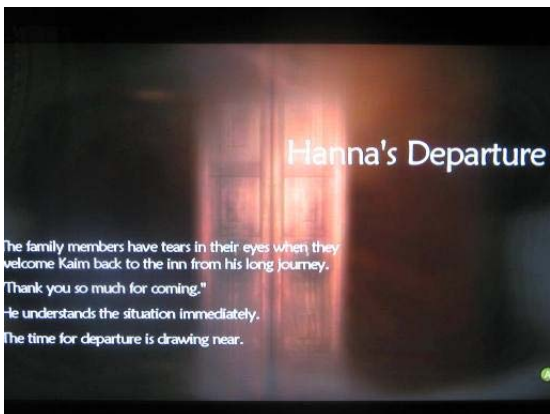 Hanna's Departure
The family members have tears in their eyes when they
welcome Kaim back to the inn from his long journey.
"Thank you so much for coming."
He understands the situation immediately.
The time for departure is drawing near.
A